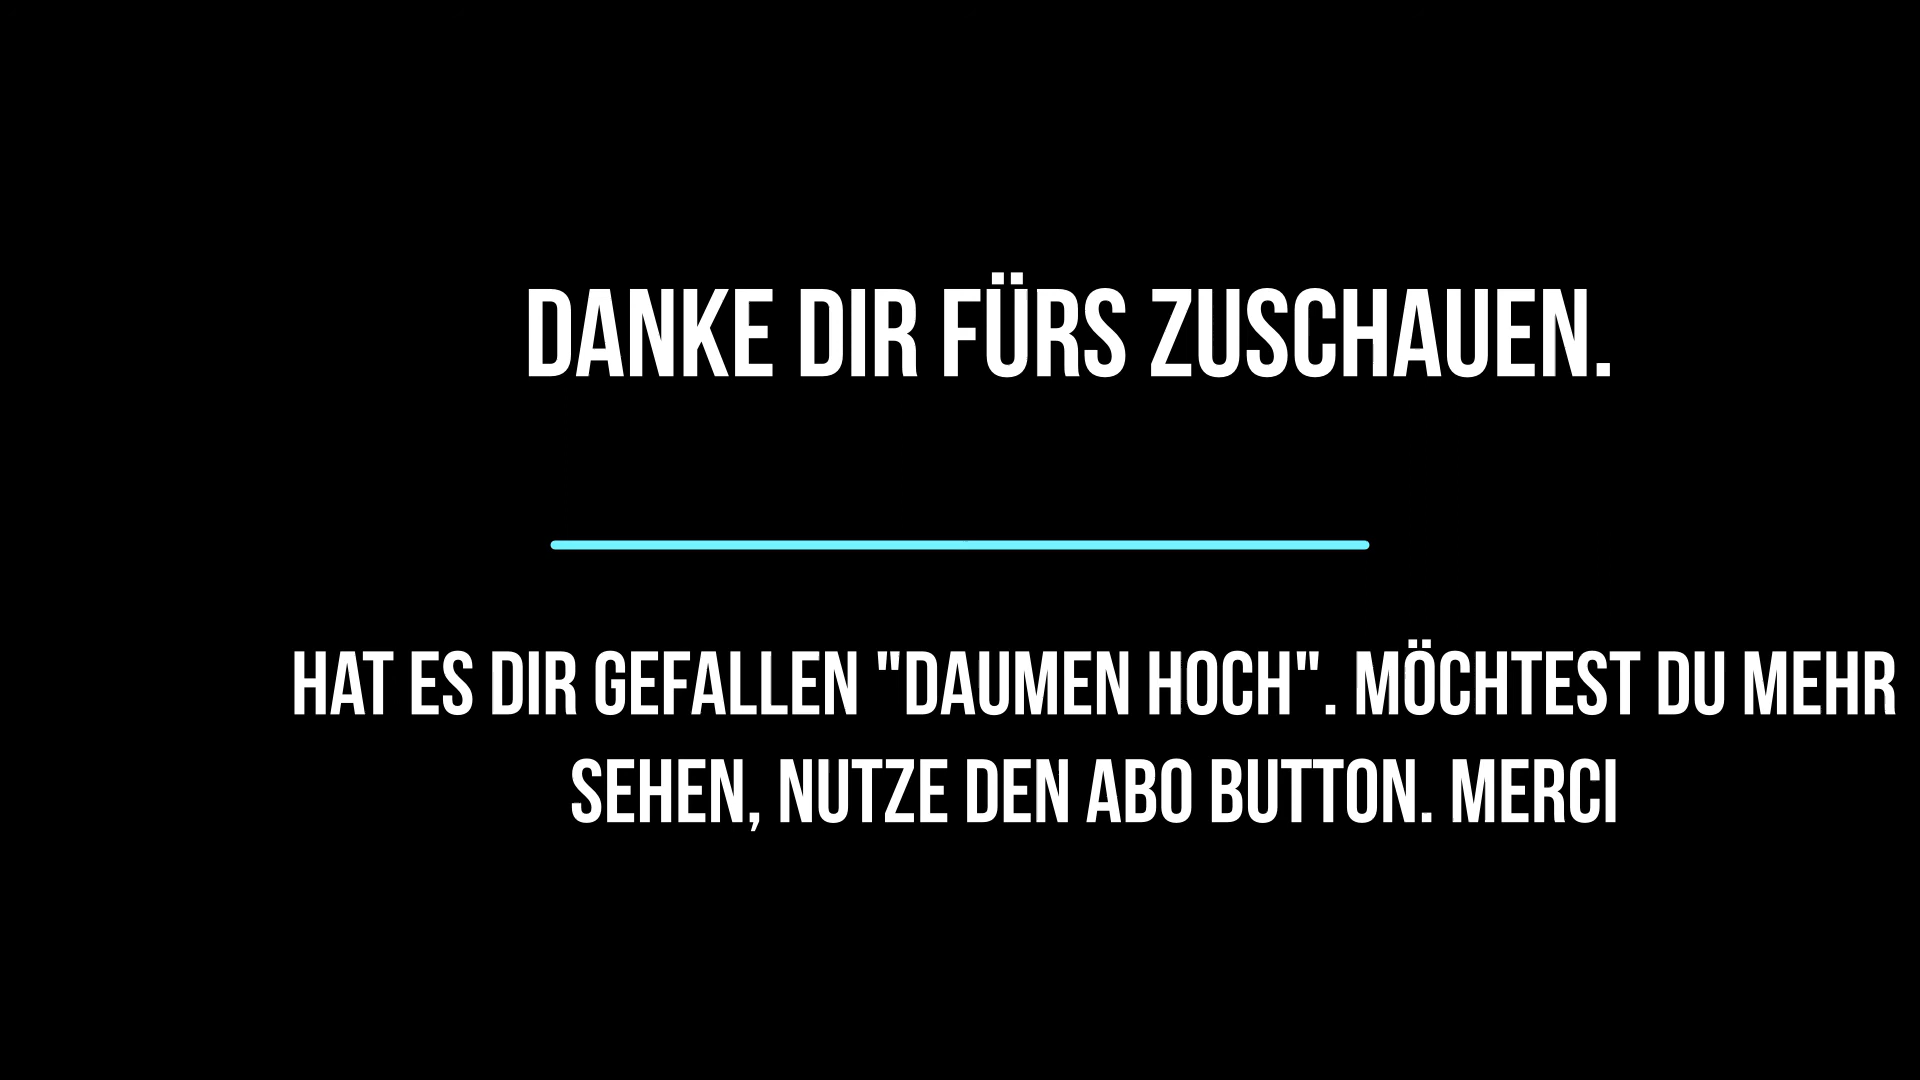 DANKE DIR FÜRS ZUSCHAUEN.
HAT ES DIR GEFALLEN "DAUMEN HOCH". MÖCHTEST DU MEHR
SEHEN, NUTZE DEN ABO BUTTON. MERCI